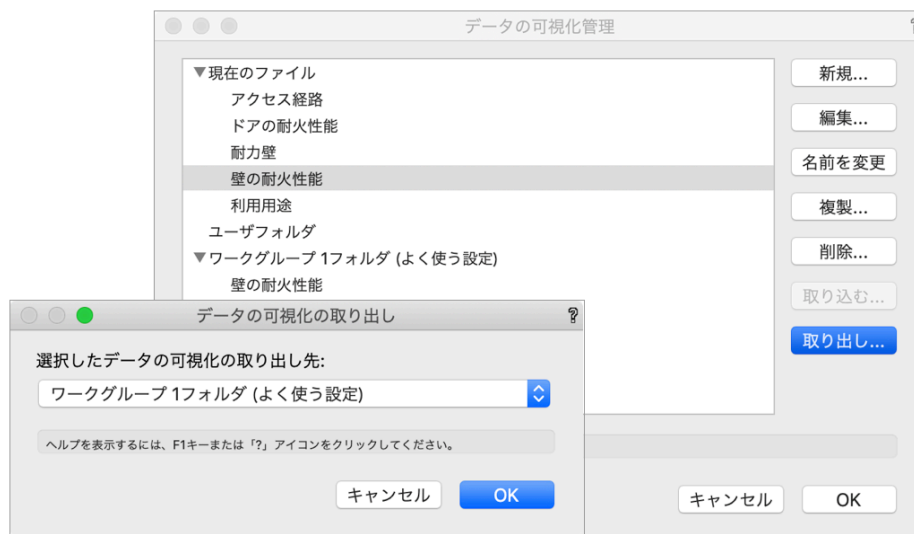 データの可視化管理
▼現在のファイル
アクセス経路
ドアの耐火性能
耐力壁
壁の耐火性能
利用用途
ユーザフォルダ
▼ワークグループ 1フォルダ (よく使う設定)
壁の耐火性能
新規...
編集...
名前を変更
複製...
削除...
取り込む...
取り出し...
キャンセル
OK
データの可視化の取り出し
?
選択したデータの可視化の取り出し先:
ワークグループ 1フォルダ (よく使う設定)
ヘルプを表示するには、F1キーまたは「?」アイコンをクリックしてください。
キャンセル
OK